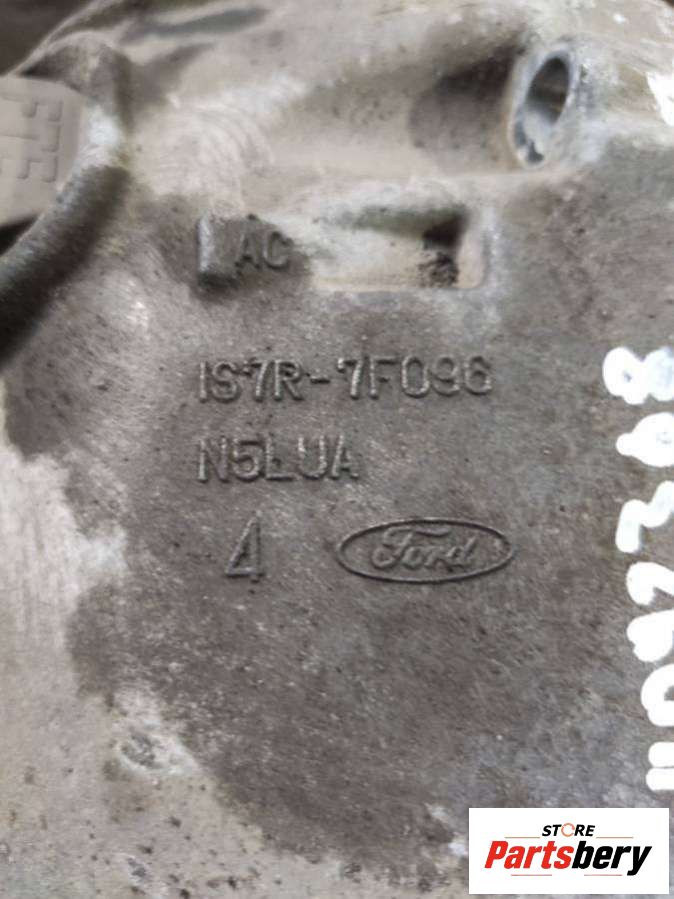 AC
1S7R-7F096
N5LUA
4 Ford
STORE
Partsbery